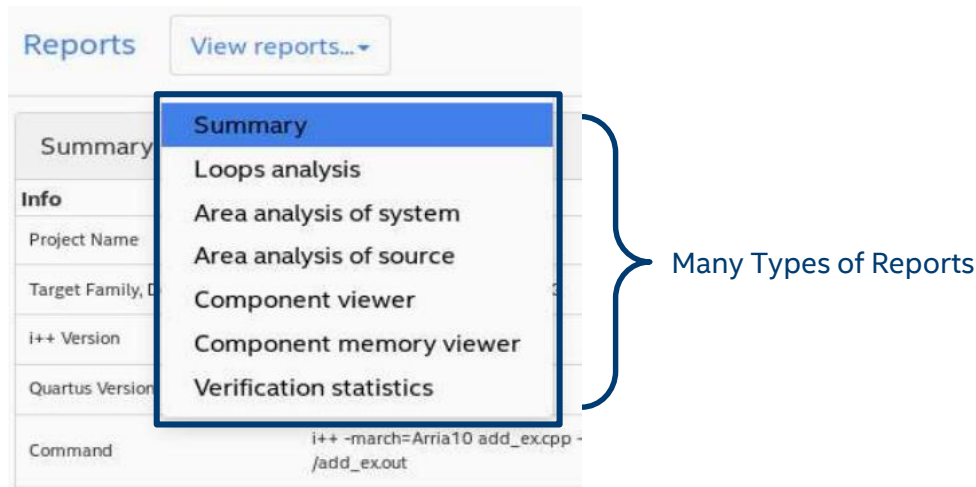 Reports View reports...
Summary
Summary
Loops analysis
Info
Area analysis of system
Project Name
Area analysis of source
Many Types of Reports
Target Family, D
Component viewer
i++ Version
Component memory viewer
Quartus Version
Verification statistics
Command
i++ -march=Arria10 add_ex.cpp -
/add_ex.out